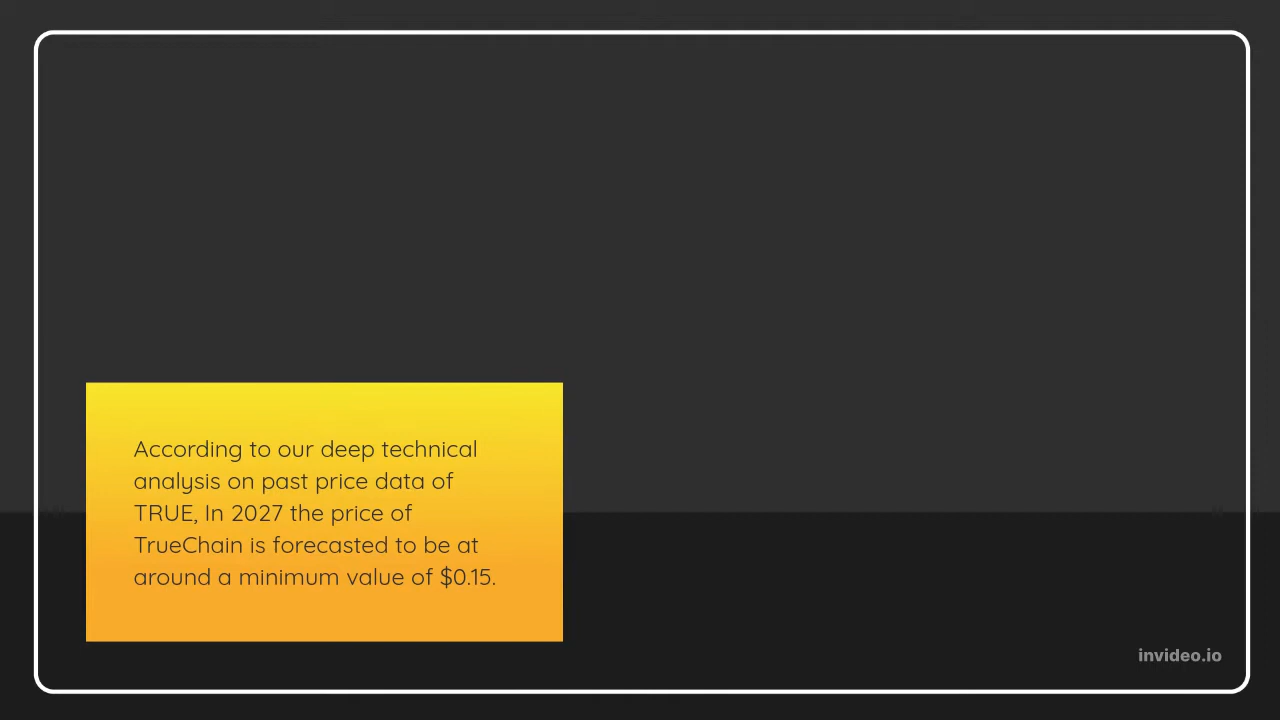 According to our deep technical
analysis on past price data of
TRUE, In 2027 the price of
TrueChain is forecasted to be at
around a minimum value of $0.15.
invideo.io